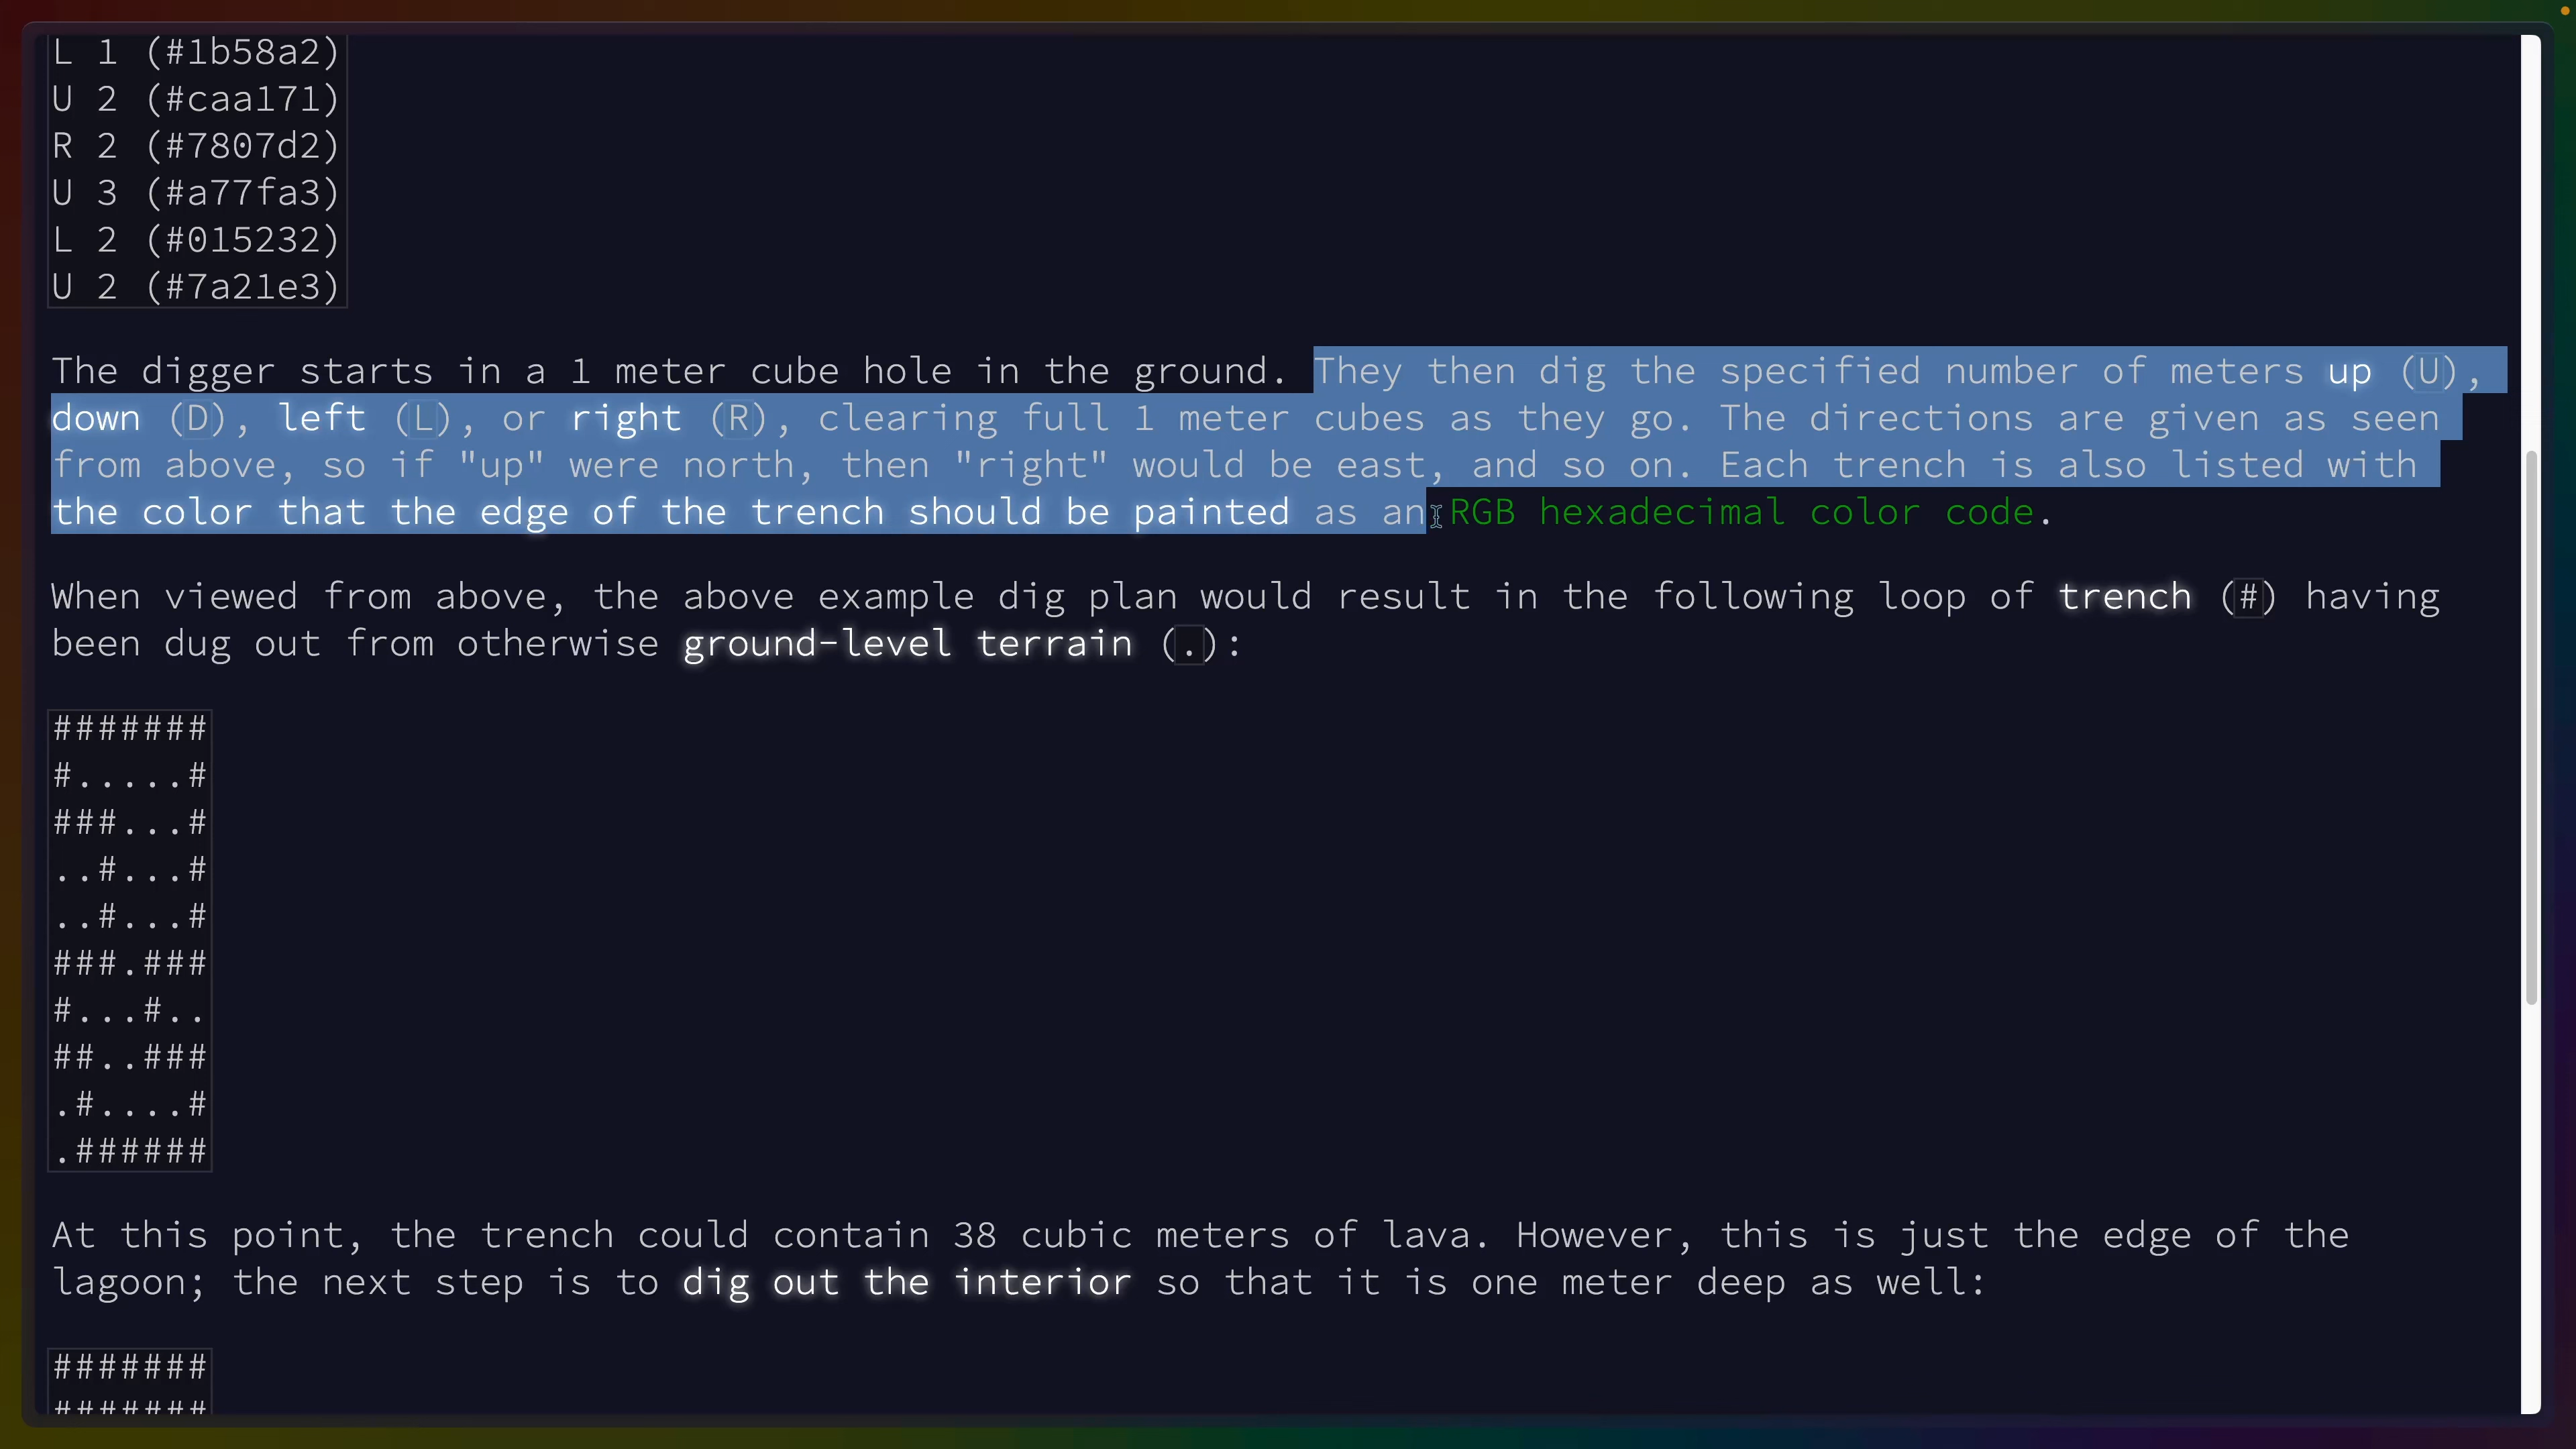 L 1 (#1b58a2)
U 2 (#caa171)
R 2 (#7807d2)
U 3 (#a77fa3)
L 2 (#015232)
U 2 (#7a21e3)
The digger starts in a 1 meter cube hole in the ground. They then dig the specified number of meters up (U),
down (D), left (L), or right (R), clearing full 1 meter cubes as they go. The directions are given as seen
from above, so if "up" were north, then "right" would be east, and so on. Each trench is also listed with
the color that the edge of the trench should be painted as an RGB hexadecimal color code.
When viewed from above, the above example dig plan would result in the following loop of trench (#) having
been dug out from otherwise ground-level terrain (.):
#######
#.....#
###...#
..#...#
..#...#
###.###
#...#..
##..###
.#....#
.######
At this point, the trench could contain 38 cubic meters of lava. However, this is just the edge of the
lagoon; the next step is to dig out the interior so that it is one meter deep as well:
#######
#######